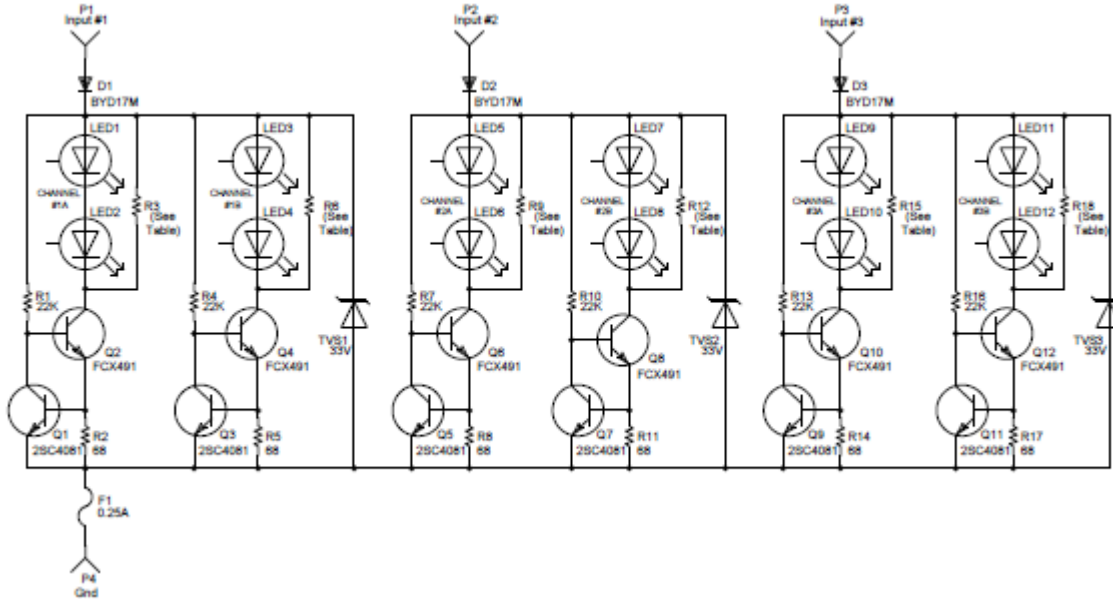 P1
Input #1
D1
BYD17M
LED1
CHANNEL
#1A
LED2
R3
(See
Table)
LED3
CHANNEL
#1B
LED4
R6
(See
Table)
R1
22K
R4
22K
Q2
FCX491
Q4
FCX491
TVS1
33V
Q1
2SC4081
R2
68
Q3
2SC4081
R5
68
F1
0.25A
P4
Gnd
P2
Input #2
D2
BYD17M
LED5
CHANNEL
#2A
LED6
R9
(See
Table)
LED7
CHANNEL
#2B
LED8
R12
(See
Table)
R7
22K
R10
22K
Q6
FCX491
Q8
FCX491
TVS2
33V
Q5
2SC4081
R8
68
Q7
2SC4081
R11
68
P3
Input #3
D3
BYD17M
LED9
CHANNEL
#3A
LED10
R15
(See
Table)
LED11
CHANNEL
#3B
LED12
R18
(See
Table)
R13
22K
R16
22K
Q10
FCX491
Q12
FCX491
TVS3
33V
Q9
2SC4081
R14
68
Q11
2SC4081
R17
68